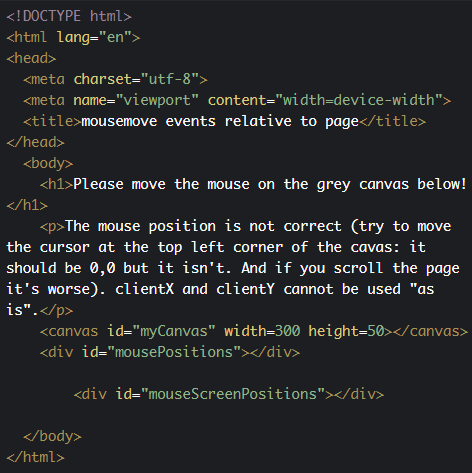 <!DOCTYPE html>
<html lang="en">
<head>
  <meta charset="utf-8">
  <meta name="viewport" content="width=device-width">
  <title>mousemove events relative to page</title>
</head>
  <body>
    <h1>Please move the mouse on the grey canvas below!
</h1>
    <p>The mouse position is not correct (try to move
the cursor at the top left corner of the cavas: it
should be 0,0 but it isn't. And if you scroll the page
it's worse). clientX and clientY cannot be used "as
is".</p>
    <canvas id="myCanvas" width=300 height=50></canvas>
    <div id="mousePositions"></div>
        <div id="mouseScreenPositions"></div>
  </body>
</html>